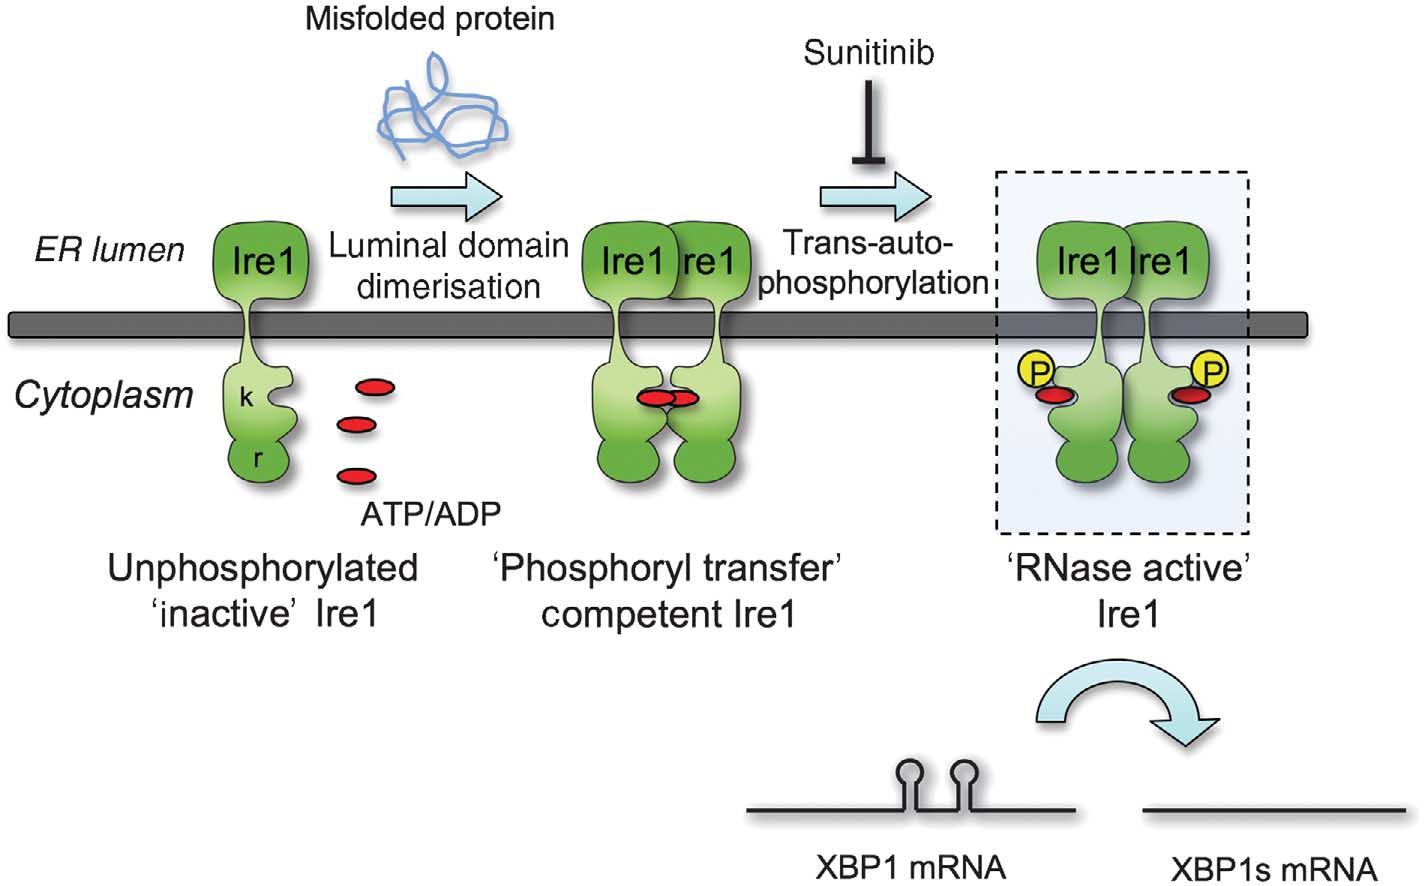 Misfolded protein
Sunitinib
ER lumen
Ire1
Luminal domain
dimerisation
Ire1
re1
Trans-auto-
phosphorylation
Ire1
Ire1
Cytoplasm
k
r
P
P
ATP/ADP
Unphosphorylated
‘inactive’ Ire1
‘Phosphoryl transfer’
competent Ire1
‘RNase active’
Ire1
XBP1 mRNA
XBP1s mRNA